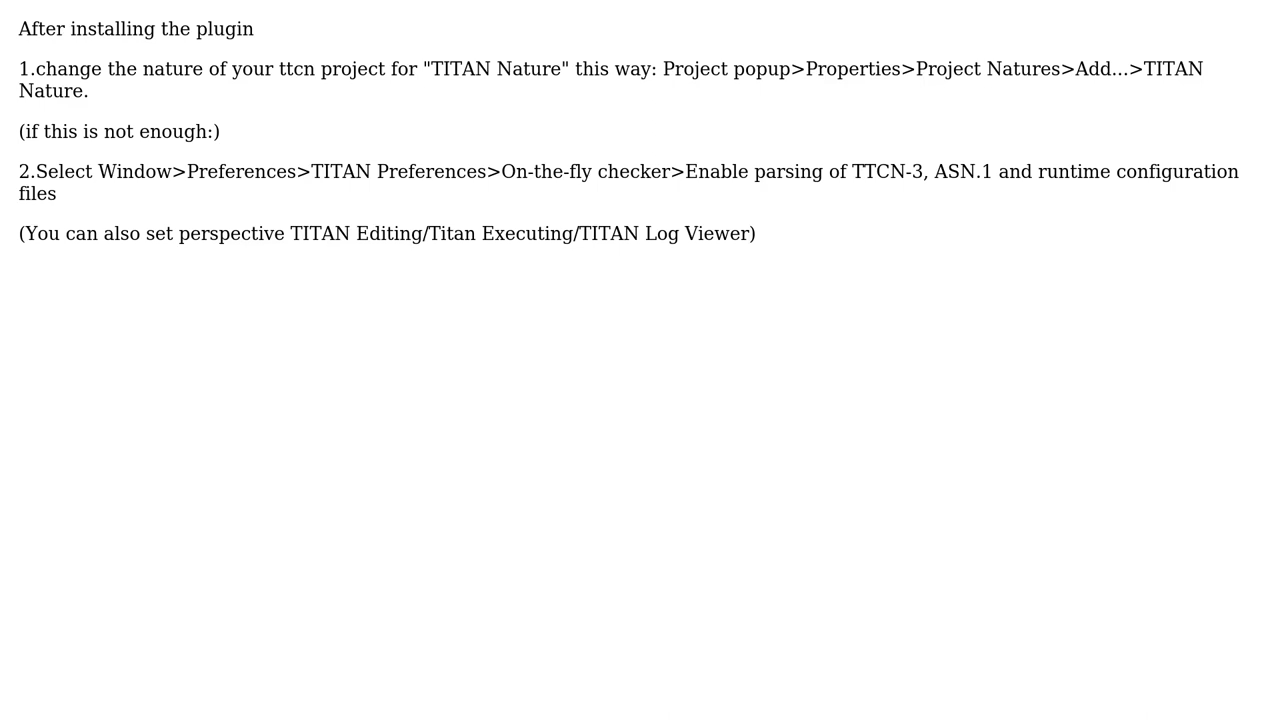 After installing the plugin
1.change the nature of your ttcn project for "TITAN Nature" this way: Project popup>Properties>Project Natures>Add...>TITAN
Nature.
(if this is not enough:)
2.Select Window>Preferences>TITAN Preferences>On-the-fly checker>Enable parsing of TTCN-3, ASN.1 and runtime configuration
files
(You can also set perspective TITAN Editing/Titan Executing/TITAN Log Viewer)